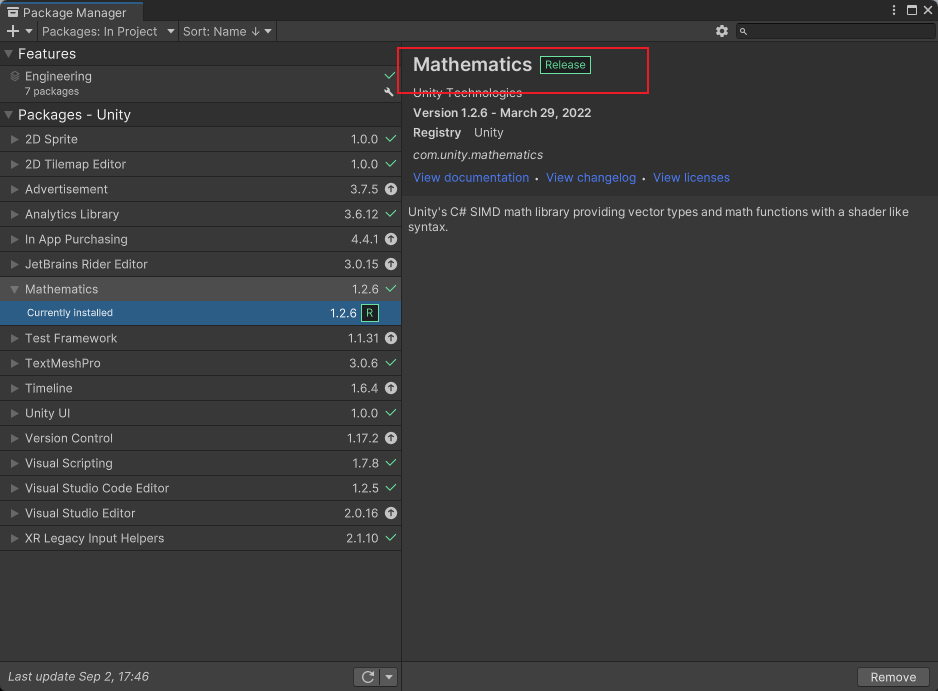 Package Manager
Packages: In Project
Sort: Name ↓
Features
Engineering
7 packages
Packages - Unity
2D Sprite 1.0.0
2D Tilemap Editor 1.0.0
Advertisement 3.7.5
Analytics Library 3.6.12
In App Purchasing 4.4.1
JetBrains Rider Editor 3.0.15
Mathematics 1.2.6
Currently installed 1.2.6 R
Test Framework 1.1.31
TextMeshPro 3.0.6
Timeline 1.6.4
Unity UI 1.0.0
Version Control 1.17.2
Visual Scripting 1.7.8
Visual Studio Code Editor 1.2.5
Visual Studio Editor 2.0.16
XR Legacy Input Helpers 2.1.10
Last update Sep 2, 17:46
Mathematics Release
Unity Technologies
Version 1.2.6 - March 29, 2022
Registry Unity
com.unity.mathematics
View documentation • View changelog • View licenses
Unity's C# SIMD math library providing vector types and math functions with a shader like
syntax.
Remove